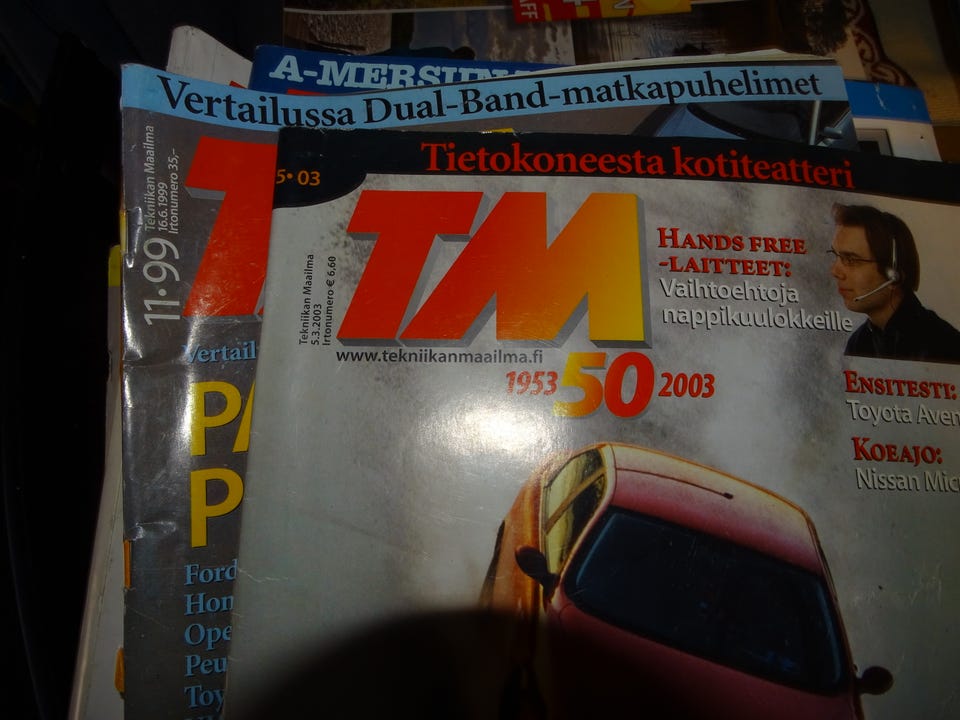 A-MERSUN
Vertailussa Dual-Band-matkapuhelimet
11•99
Tekniikan Maailma
16.6.1999
Irtonumero 35,-
Vertail
PA
P
Ford
Hon
Ope
Peu
Toy
Tietokoneesta kotiteatteri
5•03
TM
Tekniikan Maailma
5.3.2003
Irtonumero € 6,60
www.tekniikanmaailma.fi
1953 50 2003
HANDS FREE
-LAITTEET:
Vaihtoehtoja
nappikuulokkeille
ENSITESTI:
Toyota Aven
KOEAJO:
Nissan Mic